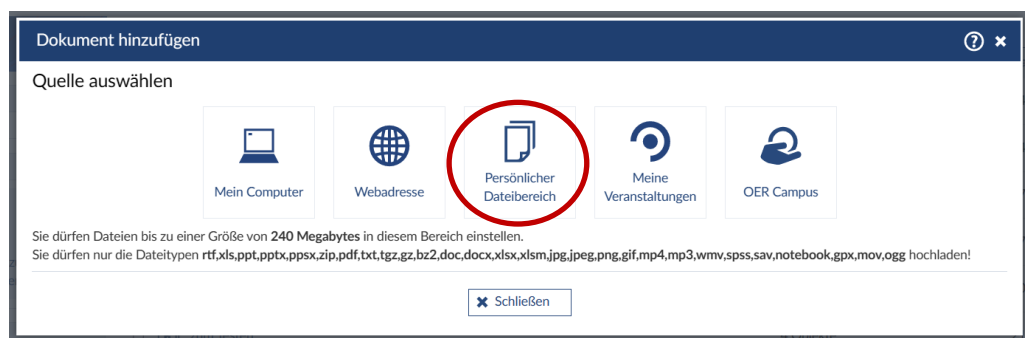 Dokument hinzufügen
Quelle auswählen
Mein Computer
Webadresse
Persönlicher
Dateibereich
Meine
Veranstaltungen
OER Campus
Sie dürfen Dateien bis zu einer Größe von 240 Megabytes in diesem Bereich einstellen.
Sie dürfen nur die Dateitypen rtf,xls,ppt,pptx,ppsx,zip,pdf,txt,tgz,gz,bz2,doc,docx,xlsx,xlsm,jpg,jpeg,png,gif,mp4,mp3,wmv,spss,sav,notebook,gpx,mov,ogg hochladen!
Schließen